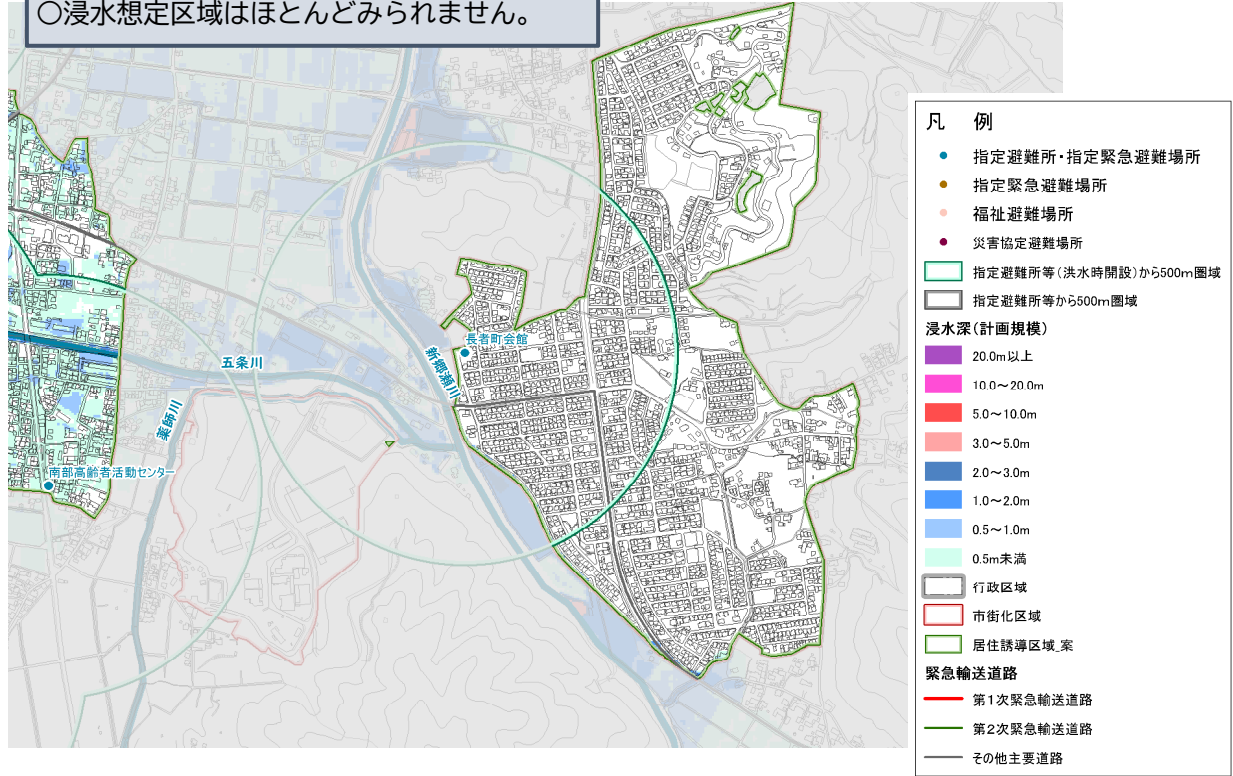 ○浸水想定区域はほとんどみられません。
長者町会館
五条川
新郷瀬川
薬師川
南部高齢者活動センター
凡 例
指定避難所・指定緊急避難場所
指定緊急避難場所
福祉避難場所
災害協定避難場所
指定避難所等(洪水時開設)から500m圏域
指定避難所等から500m圏域
浸水深(計画規模)
20.0m以上
10.0～20.0m
5.0～10.0m
3.0～5.0m
2.0～3.0m
1.0～2.0m
0.5～1.0m
0.5m未満
行政区域
市街化区域
居住誘導区域_案
緊急輸送道路
第1次緊急輸送道路
第2次緊急輸送道路
その他主要道路